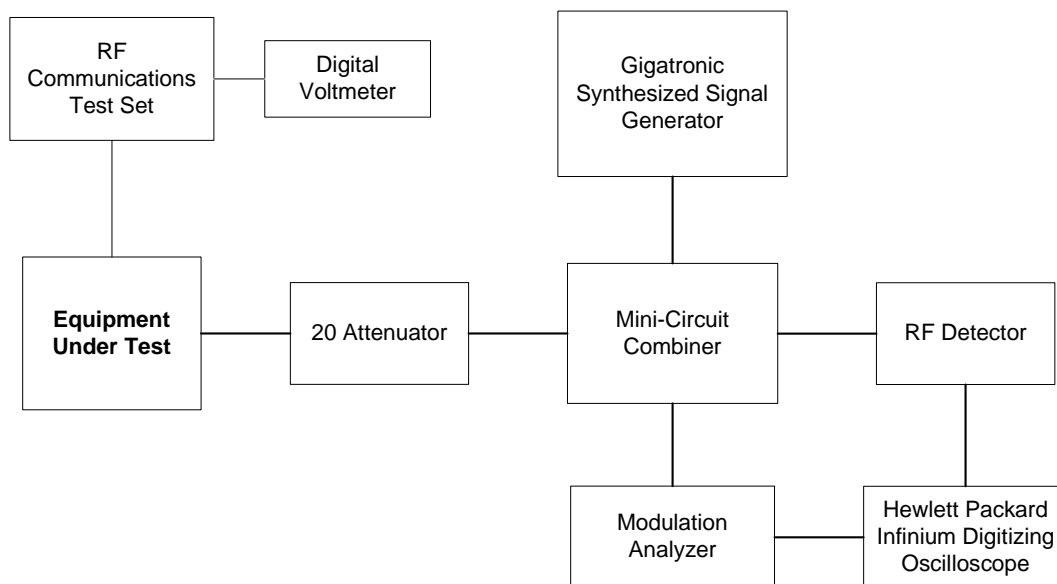 RF
Communications
Test Set
Digital
Voltmeter
Gigatronic
Synthesized Signal
Generator
Equipment
Under Test
20 Attenuator
Mini-Circuit
Combiner
RF Detector
Modulation
Analyzer
Hewlett Packard
Infinium Digitizing
Oscilloscope